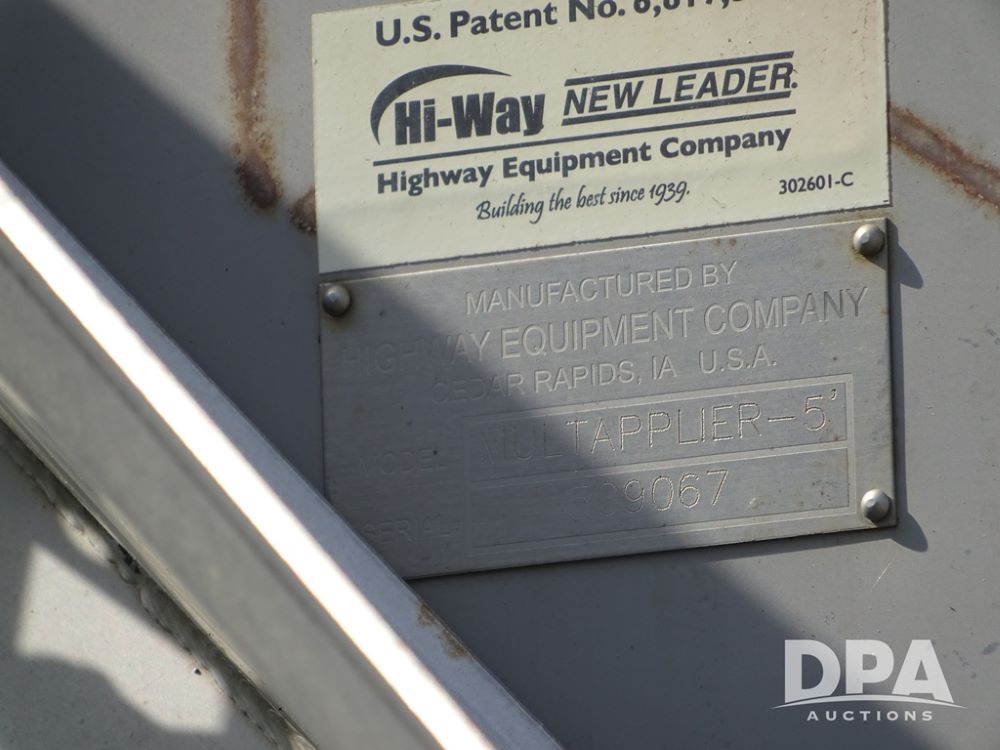 U.S. Patent No.
Hi-Way NEW LEADER.
Highway Equipment Company
Building the best since 1939.
302601-C
MANUFACTURED BY
HIGHWAY EQUIPMENT COMPANY
CEDAR RAPIDS, IA U.S.A.
MODEL MULTAPPLIER-5'
SERIAL
DPA
AUCTIONS